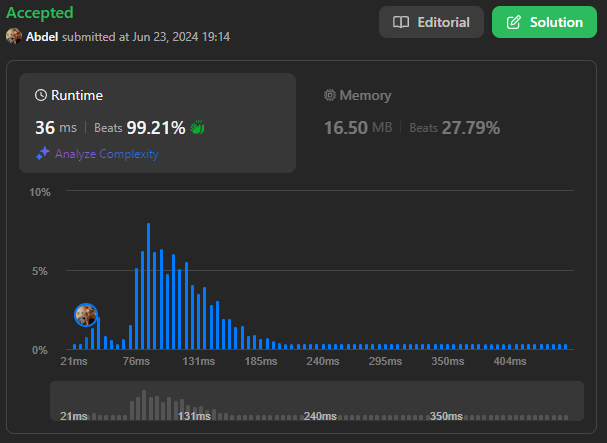 Accepted
Editorial
Solution
Abdel submitted at Jun 23, 2024 19:14
Runtime
Memory
36 ms Beats 99.21%
16.50 MB Beats 27.79%
Analyze Complexity
10%
5%
0%
21ms 76ms 131ms 185ms 240ms 295ms 350ms 404ms
21ms 131ms 240ms 350ms